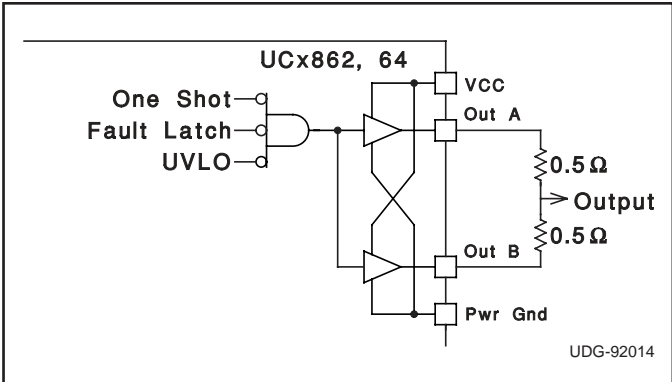 UCx862, 64
VCC
One Shot
Out A
Fault Latch
UVLO
0.5Ω
Output
0.5Ω
Out B
Pwr Gnd
UDG-92014